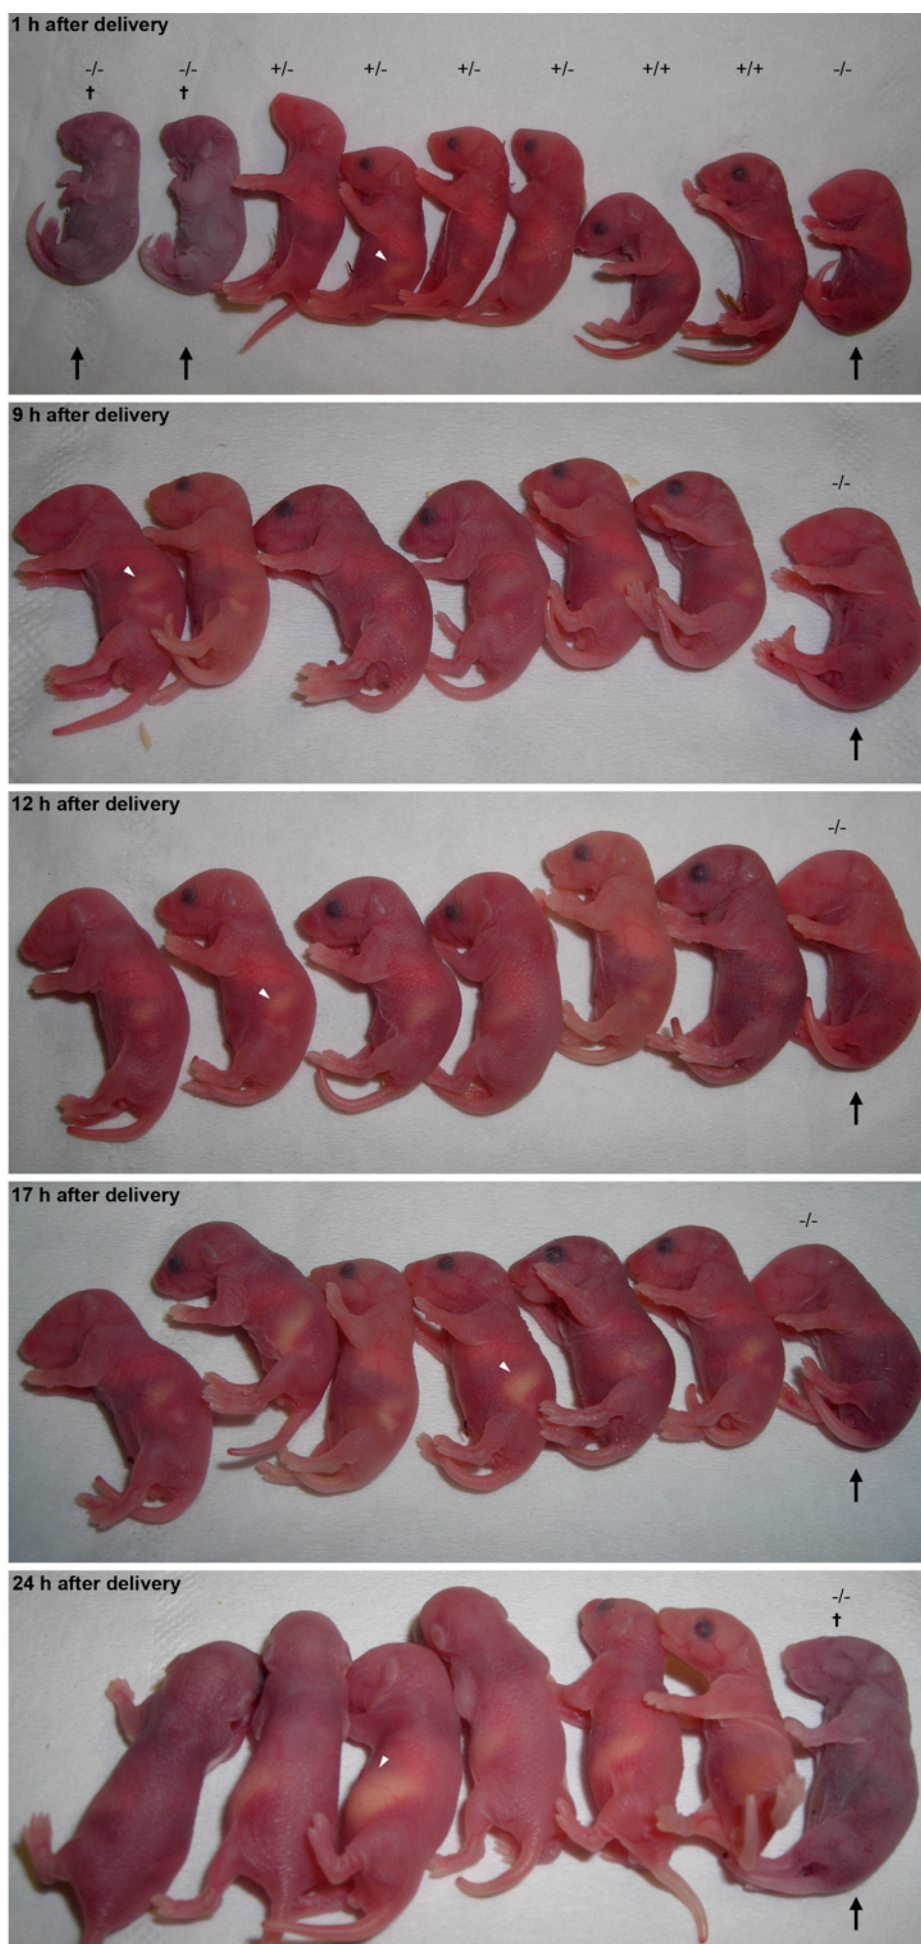 1 h after delivery
-/- -/- +/- +/- +/- +/- +/+ +/+ -/-
† †
9 h after delivery
-/-
12 h after delivery
-/-
17 h after delivery
-/-
24 h after delivery
-/-
†